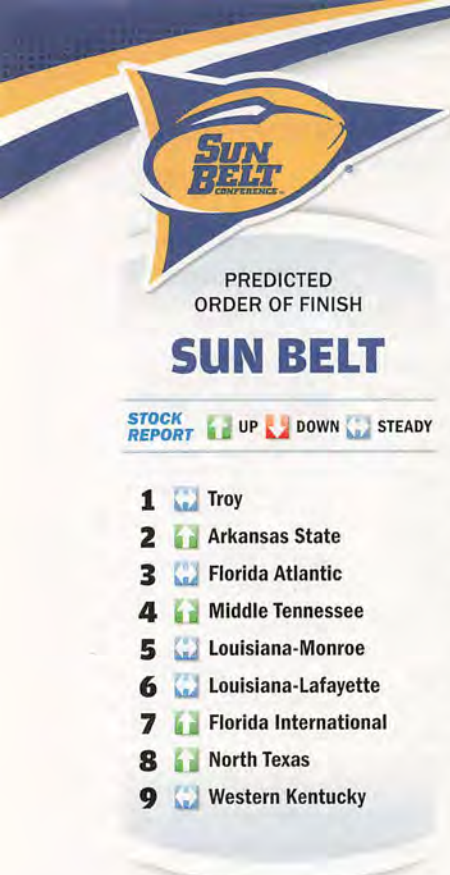 SUN
BELT
CONFERENCE
PREDICTED
ORDER OF FINISH
SUN BELT
STOCK
REPORT UP DOWN STEADY
1 Troy
2 Arkansas State
3 Florida Atlantic
4 Middle Tennessee
5 Louisiana-Monroe
6 Louisiana-Lafayette
7 Florida International
8 North Texas
9 Western Kentucky